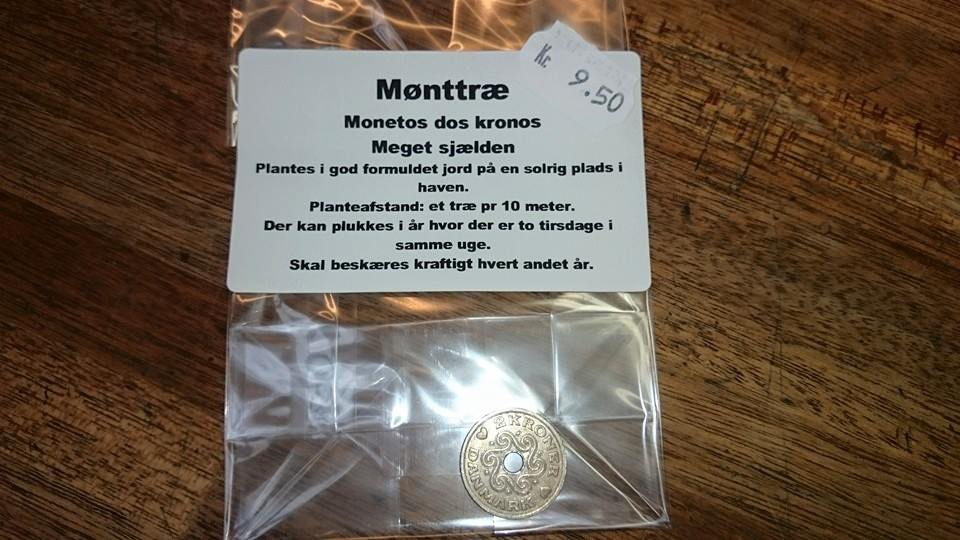 Kr. 9.50
Mønttræ
Monetos dos kronos
Meget sjælden
Plantes i god formuldet jord på en solrig plads i
haven.
Planteafstand: et træ pr 10 meter.
Der kan plukkes i år hvor der er to tirsdage i
samme uge.
Skal beskæres kraftigt hvert andet år.
2 KRONER
DANMARK